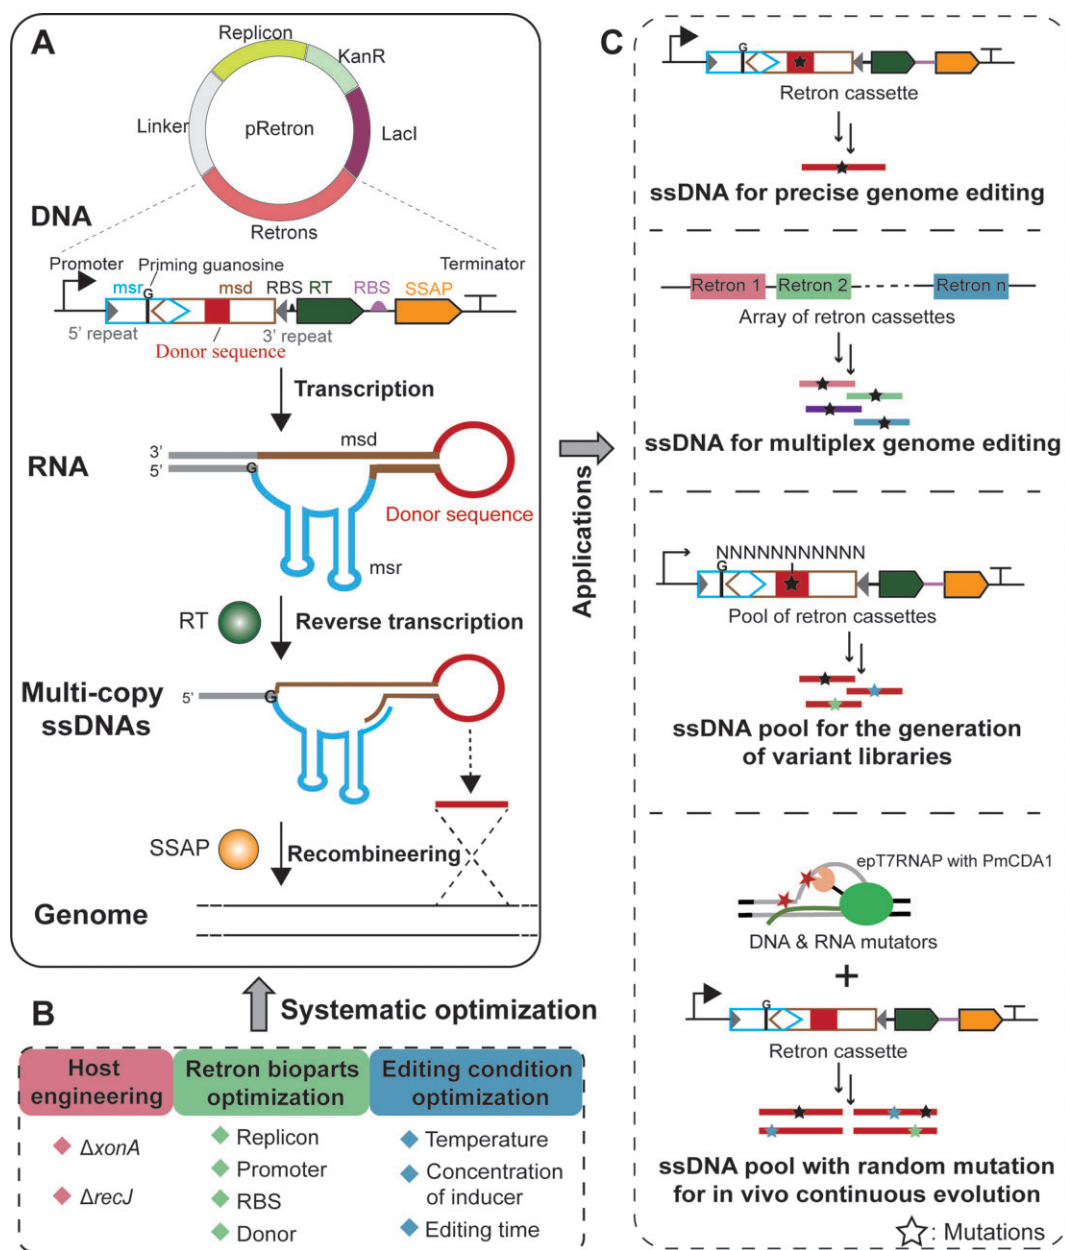 A
Replicon
KanR
Linker
pRetron
LacI
DNA
Retrons
Promoter
Priming guanosine
Terminator
msr
G
msd
RBS
RT
RBS
SSAP
5' repeat
3' repeat
Donor sequence
Transcription
RNA
3'
5'
G
msd
Donor sequence
msr
RT
Reverse transcription
Multi-copy
ssDNAs
5'
G
SSAP
Recombineering
Genome
B
Systematic optimization
Host
engineering
ΔxonA
ΔrecJ
Retron bioparts
optimization
Replicon
Promoter
RBS
Donor
Editing condition
optimization
Temperature
Concentration
of inducer
Editing time
Applications
C
G
Retron cassette
ssDNA for precise genome editing
Retron 1
Retron 2
Retron n
Array of retron cassettes
ssDNA for multiplex genome editing
NNNNNNNNNNNN
G
Pool of retron cassettes
ssDNA pool for the generation
of variant libraries
epT7RNAP with PmCDA1
DNA & RNA mutators
+
G
Retron cassette
ssDNA pool with random mutation
for in vivo continuous evolution
: Mutations